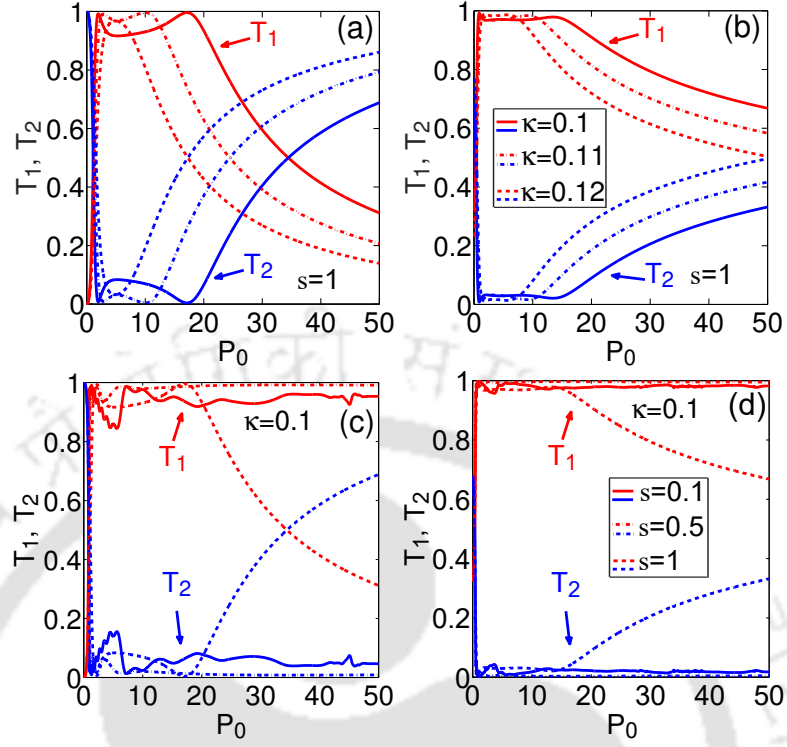 (a)
T₁
T₂
s=1
T₁, T₂
0
0.2
0.4
0.6
0.8
1
0 10 20 30 40 50
P₀
(b)
T₁
κ=0.1
κ=0.11
κ=0.12
T₂
s=1
T₁, T₂
0
0.2
0.4
0.6
0.8
1
0 10 20 30 40 50
P₀
κ=0.1
(c)
T₁
T₂
T₁, T₂
0
0.2
0.4
0.6
0.8
1
0 10 20 30 40 50
P₀
κ=0.1
(d)
T₁
s=0.1
s=0.5
s=1
T₂
T₁, T₂
0
0.2
0.4
0.6
0.8
1
0 10 20 30 40 50
P₀